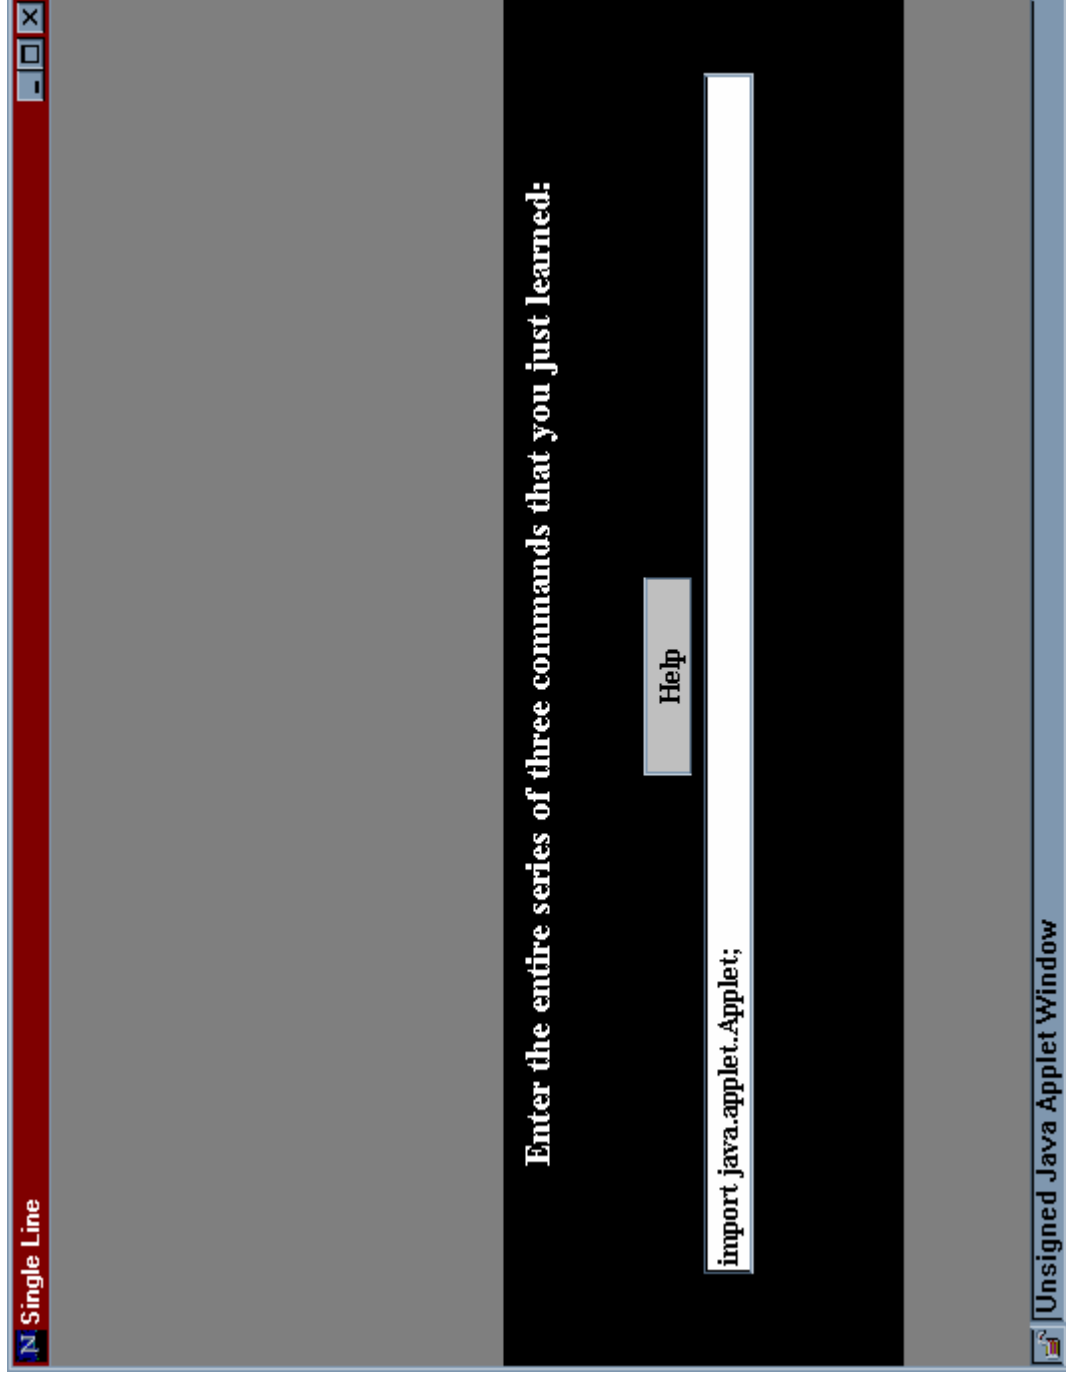 N Single Line
Enter the entire series of three commands that you just learned:
Help
import java.applet.Applet;
Unsigned Java Applet Window